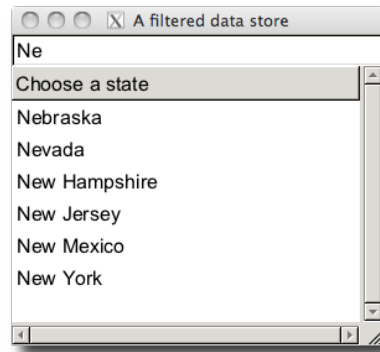 A filtered data store
Ne
Choose a state
Nebraska
Nevada
New Hampshire
New Jersey
New Mexico
New York